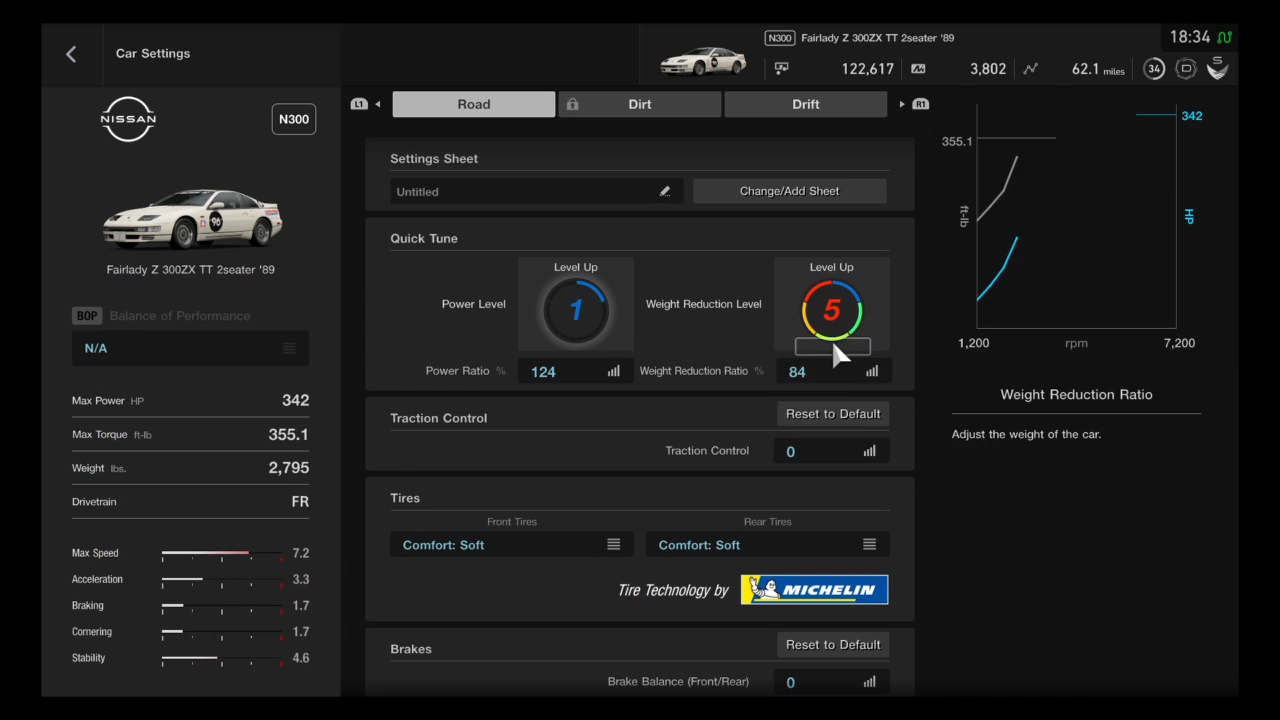 N300 Fairlady Z 300ZX TT 2seater '89
18:34
Car Settings
122,617
3,802
62.1 miles
34
S
NISSAN
N300
L1
Road
Dirt
Drift
R1
342
355.1
ft-lb
HP
1,200
rpm
7,200
Settings Sheet
Untitled
Change/Add Sheet
Quick Tune
Level Up
Level Up
Power Level
1
Weight Reduction Level
5
Power Ratio %
124
Weight Reduction Ratio %
84
96
Fairlady Z 300ZX TT 2seater '89
BOP Balance of Performance
N/A
Max Power HP 342
Max Torque ft-lb 355.1
Weight lbs. 2,795
Drivetrain FR
Max Speed 7.2
Acceleration 3.3
Braking 1.7
Cornering 1.7
Stability 4.6
Traction Control
Reset to Default
Traction Control
0
Tires
Front Tires
Rear Tires
Comfort: Soft
Comfort: Soft
Tire Technology by
MICHELIN
Brakes
Reset to Default
Brake Balance (Front/Rear)
0
Weight Reduction Ratio
Adjust the weight of the car.